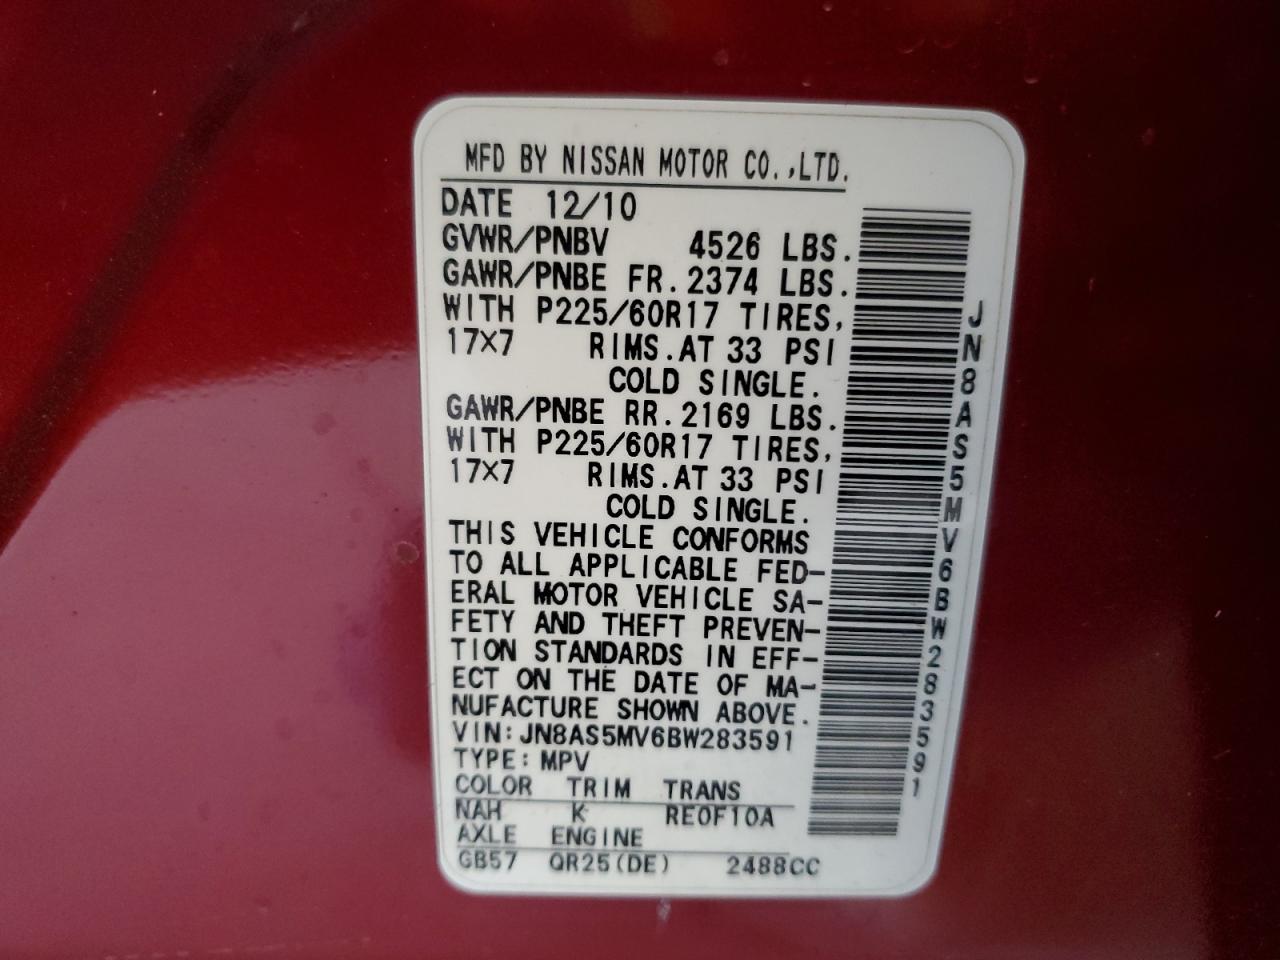 MFD BY NISSAN MOTOR CO.,LTD.
DATE 12/10
GVWR/PNBV 4526 LBS.
GAWR/PNBE FR.2374 LBS.
WITH P225/60R17 TIRES,
17×7 RIMS.AT 33 PSI
COLD SINGLE.
GAWR/PNBE RR.2169 LBS.
WITH P225/60R17 TIRES,
17×7 RIMS.AT 33 PSI
COLD SINGLE.
THIS VEHICLE CONFORMS
TO ALL APPLICABLE FED-
ERAL MOTOR VEHICLE SA-
FETY AND THEFT PREVEN-
TION STANDARDS IN EFF-
ECT ON THE DATE OF MA-
NUFACTURE SHOWN ABOVE.
VIN:JN8AS5MV6BW283591
TYPE:MPV
COLOR TRIM TRANS
NAH K RE0F10A
AXLE ENGINE
GB57 QR25(DE) 2488CC
JN8AS5MV6BW283591